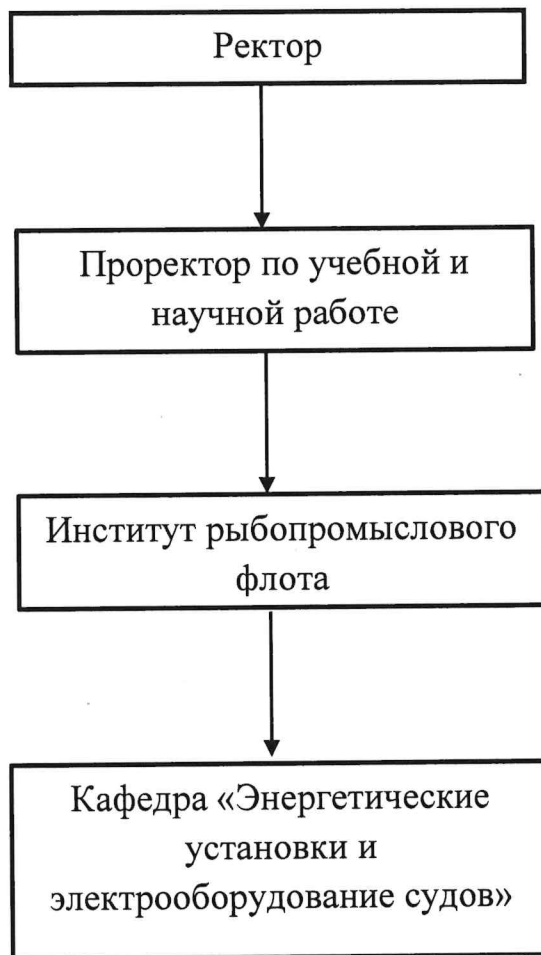 Ректор
Проректор по учебной и
научной работе
Институт рыбопромыслового
флота
Кафедра «Энергетические
установки и
электрооборудование судов»